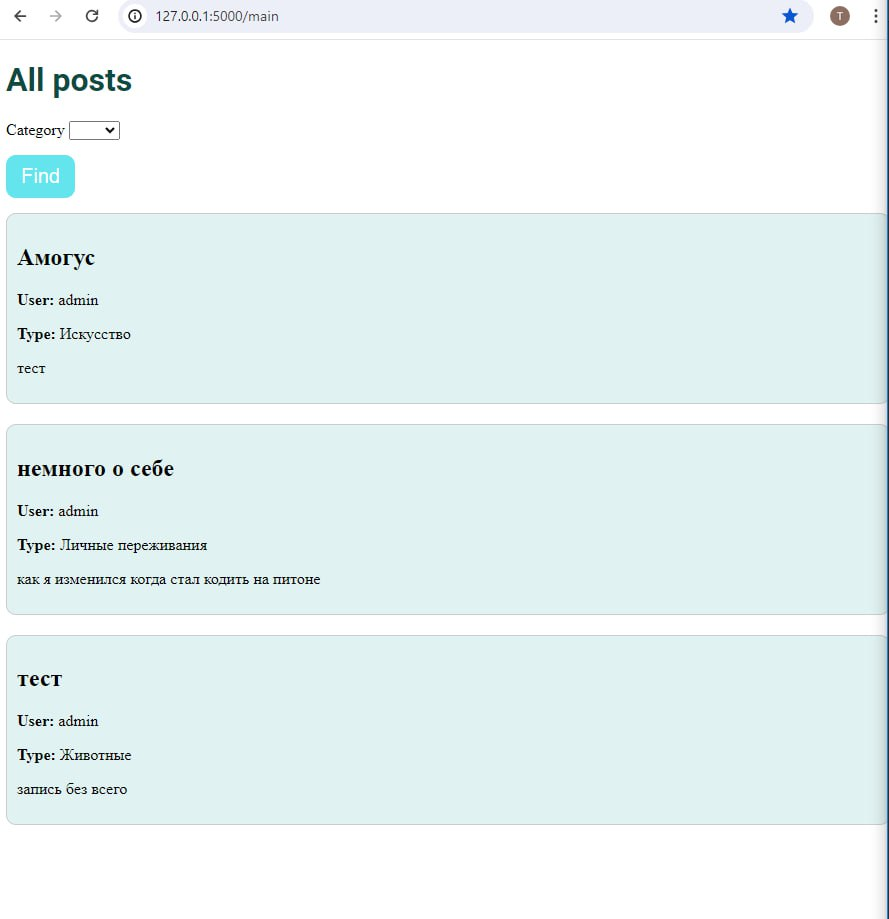 127.0.0.1:5000/main
T
All posts
Category
Find
Амогус
User: admin
Type: Искусство
тест
немного о себе
User: admin
Type: Личные переживания
как я изменился когда стал кодить на питоне
тест
User: admin
Type: Животные
запись без всего